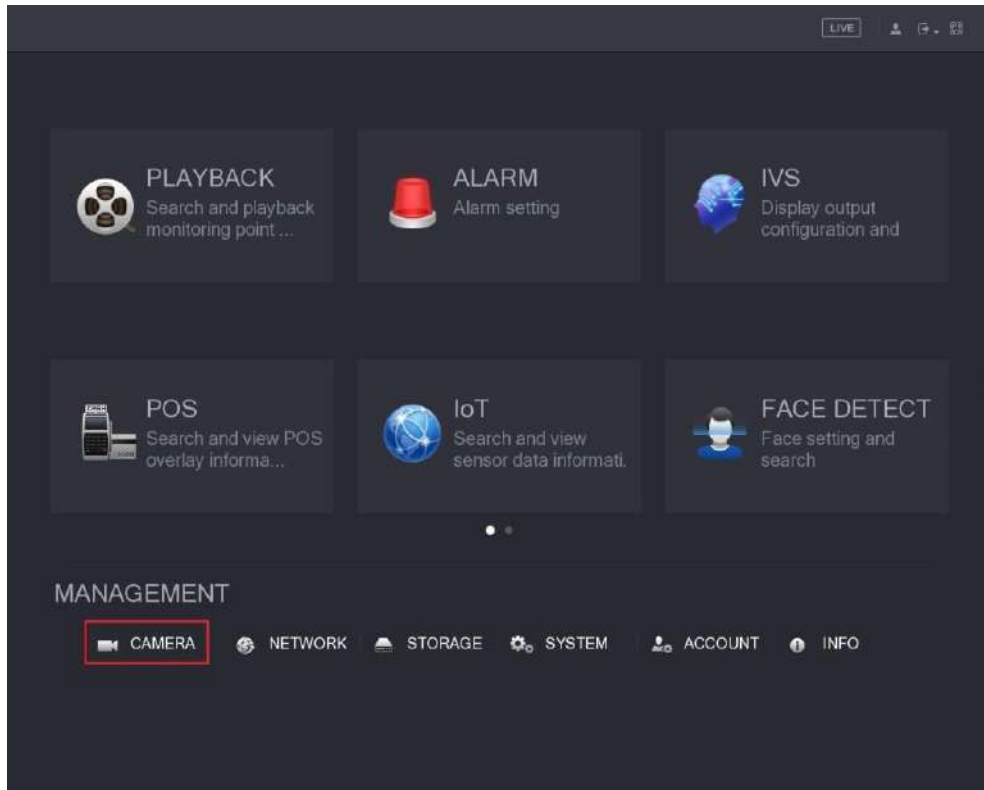 LIVE
PLAYBACK
Search and playback
monitoring point ...
ALARM
Alarm setting
IVS
Display output
configuration and
POS
Search and view POS
overlay informa...
IoT
Search and view
sensor data informati.
FACE DETECT
Face setting and
search
MANAGEMENT
CAMERA NETWORK STORAGE SYSTEM ACCOUNT INFO